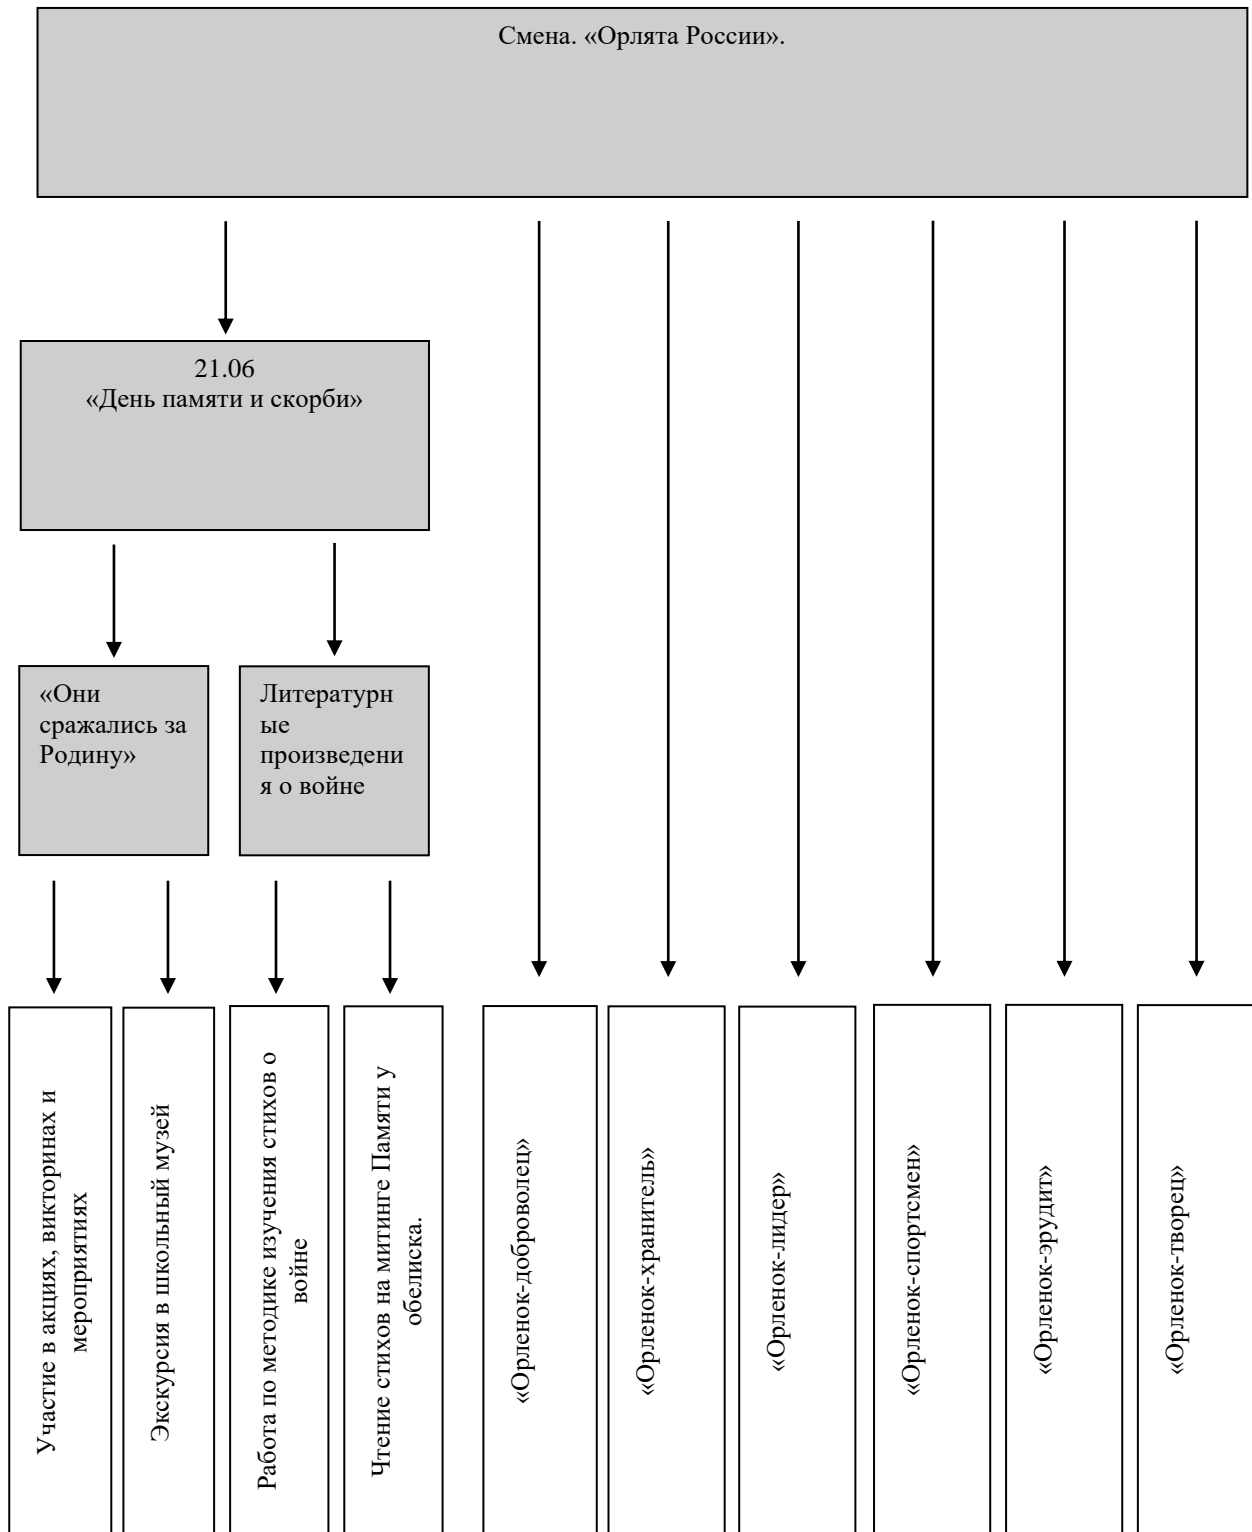 Смена. «Орлята России».
21.06
«День памяти и скорби»
«Они
сражались за
Родину»
Литературн
ые
произведени
я о войне
Участие в акциях, викторинах и
мероприятиях
Экскурсия в школьный музей
Работа по методике изучения стихов о
войне
Чтение стихов на митинге Памяти у
обелиска.
«Орленок-доброволец»
«Орленок-хранитель»
«Орленок-лидер»
«Орленок-спортсмен»
«Орленок-эрудит»
«Орленок-творец»